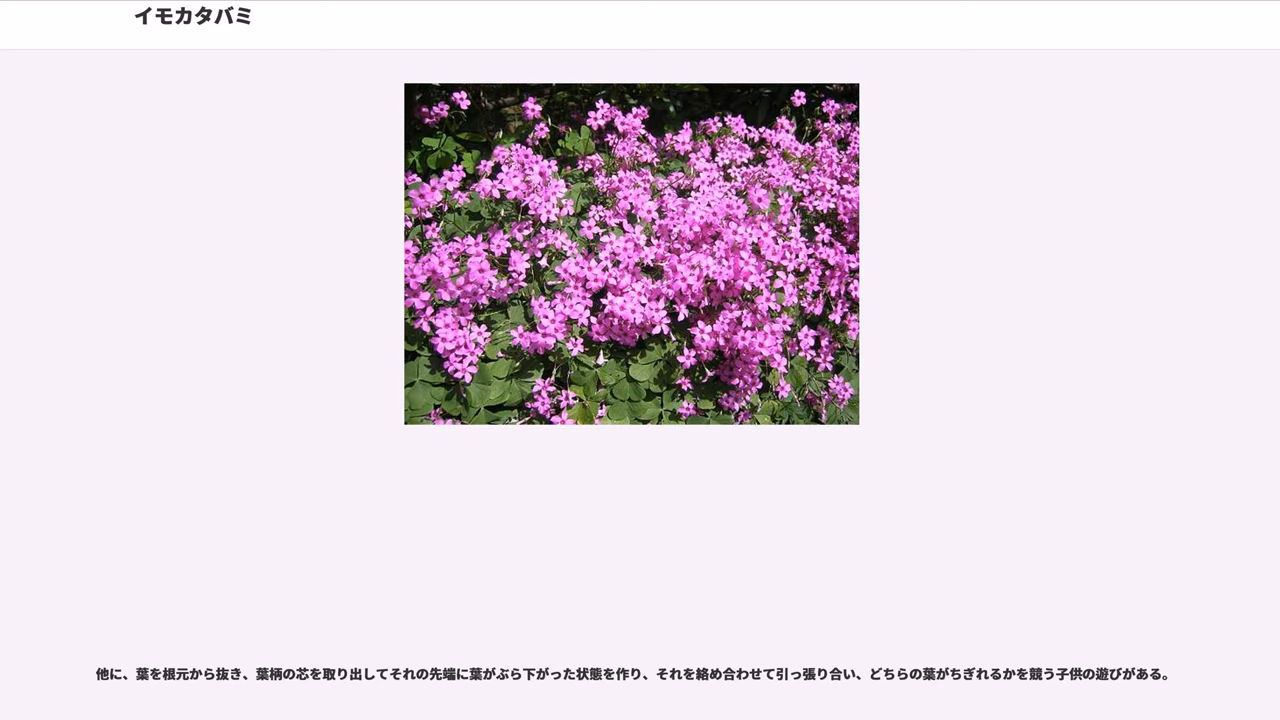 イモカタバミ
他に、葉を根元から抜き、葉柄の芯を取り出してそれの先端に葉がぶら下がった状態を作り、それを絡め合わせて引っ張り合い、どちらの葉がちぎれるかを競う子供の遊びがある。